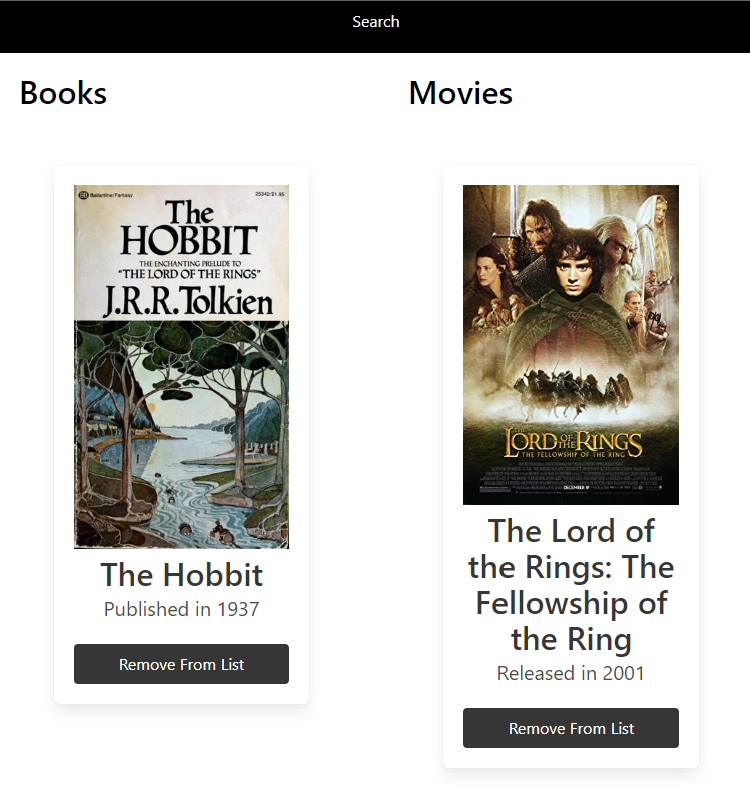 Search
Books
Movies
Ballantine/Fantasy
25342/$1.95
The
HOBBIT
THE ENCHANTING PRELUDE TO
"THE LORD OF THE RINGS"
J.R.R. Tolkien
The Hobbit
Published in 1937
Remove From List
THE
LORD OF THE RINGS
THE FELLOWSHIP OF THE RING
DECEMBER
The Lord of
the Rings: The
Fellowship of
the Ring
Released in 2001
Remove From List